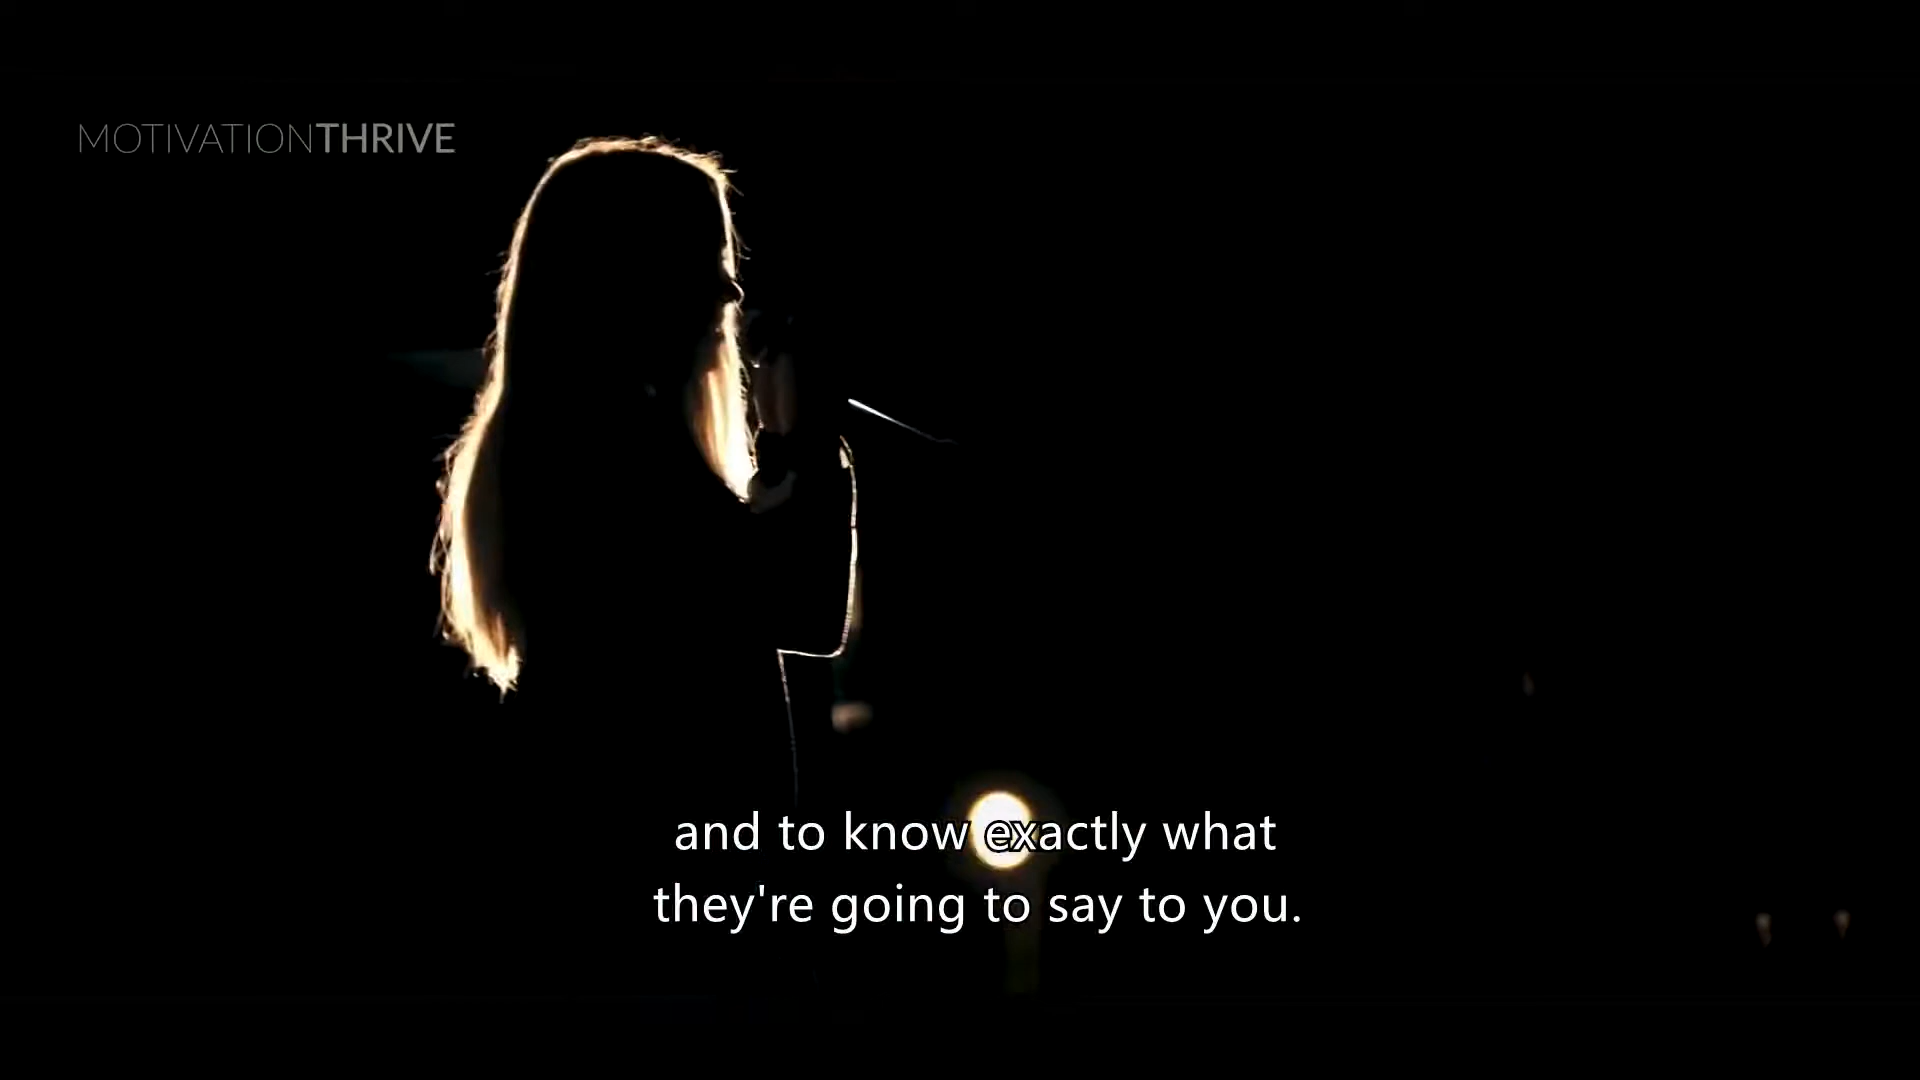 MOTIVATIONTHRIVE
and to know exactly what
they're going to say to you.